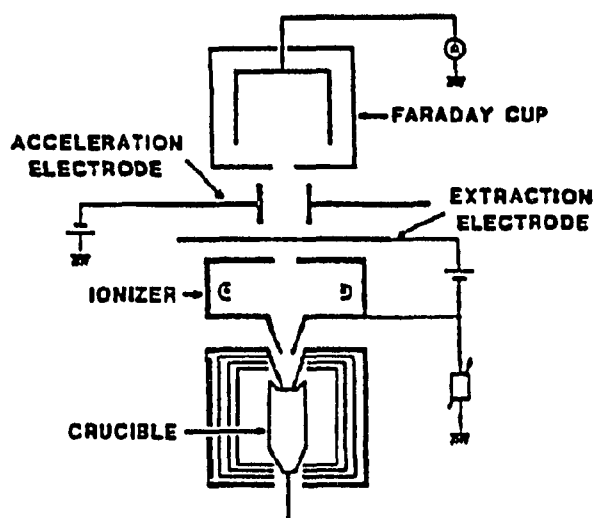 FARADAY CUP
ACCELERATION
ELECTRODE
EXTRACTION
ELECTRODE
IONIZER
CRUCIBLE
A